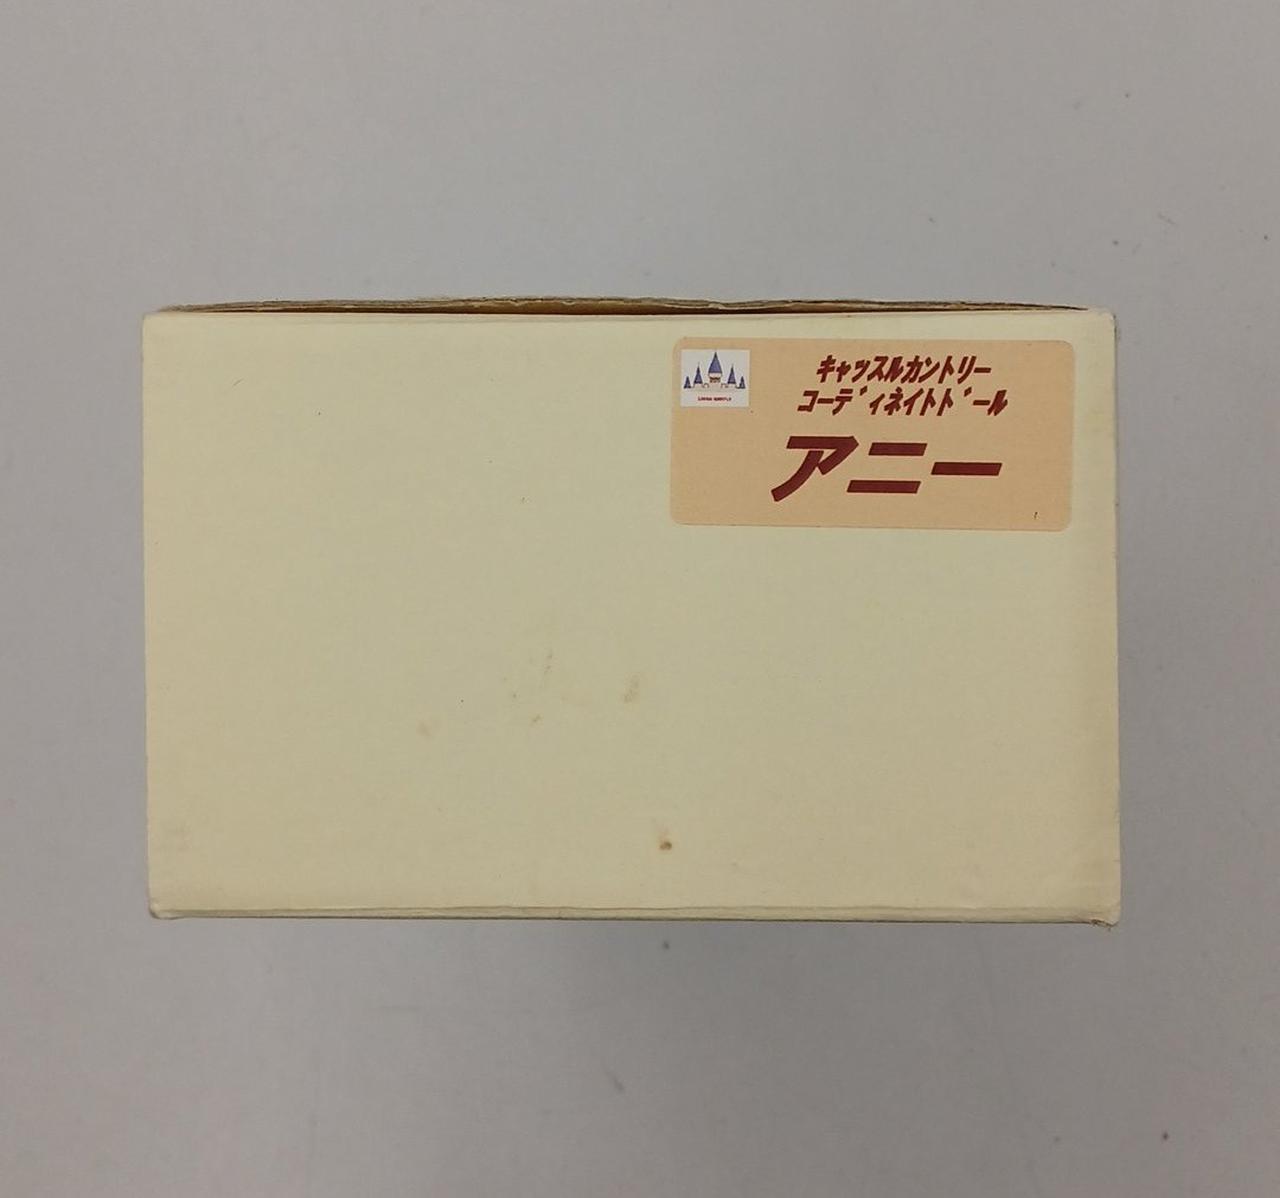 キャッスルカントリー
コーディネイトドール
アニー